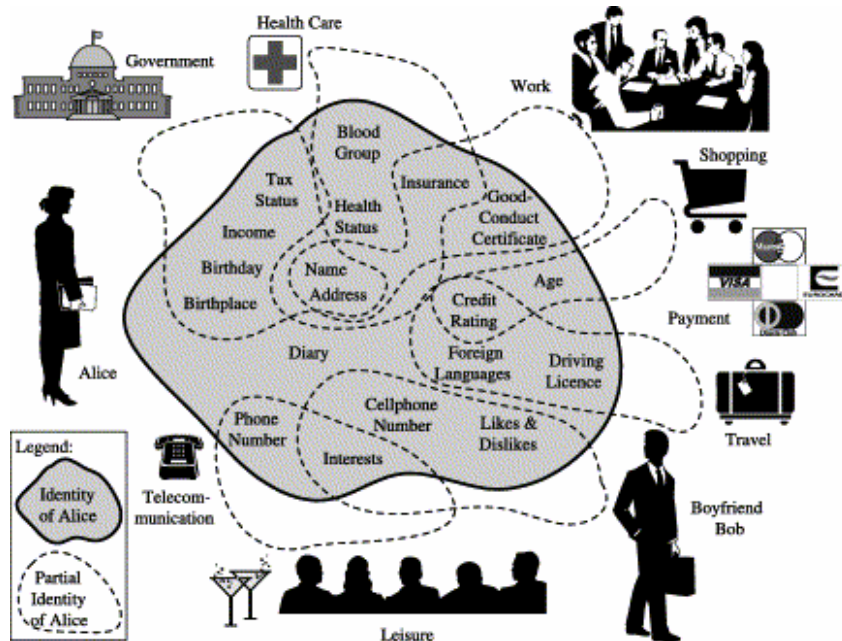 Health Care
Government
Work
Shopping
Blood
Group
Tax
Status
Insurance
Health
Status
Good-
Conduct
Certificate
Income
Birthday
Name
Address
Birthplace
Age
Credit
Rating
VISA
Payment
Diary
Foreign
Languages
Driving
Licence
Alice
Travel
Phone
Number
Cellphone
Number
Likes &
Dislikes
Interests
Telecom-
munication
Boyfriend
Bob
Legend:
Identity
of Alice
Partial
Identity
of Alice
Leisure